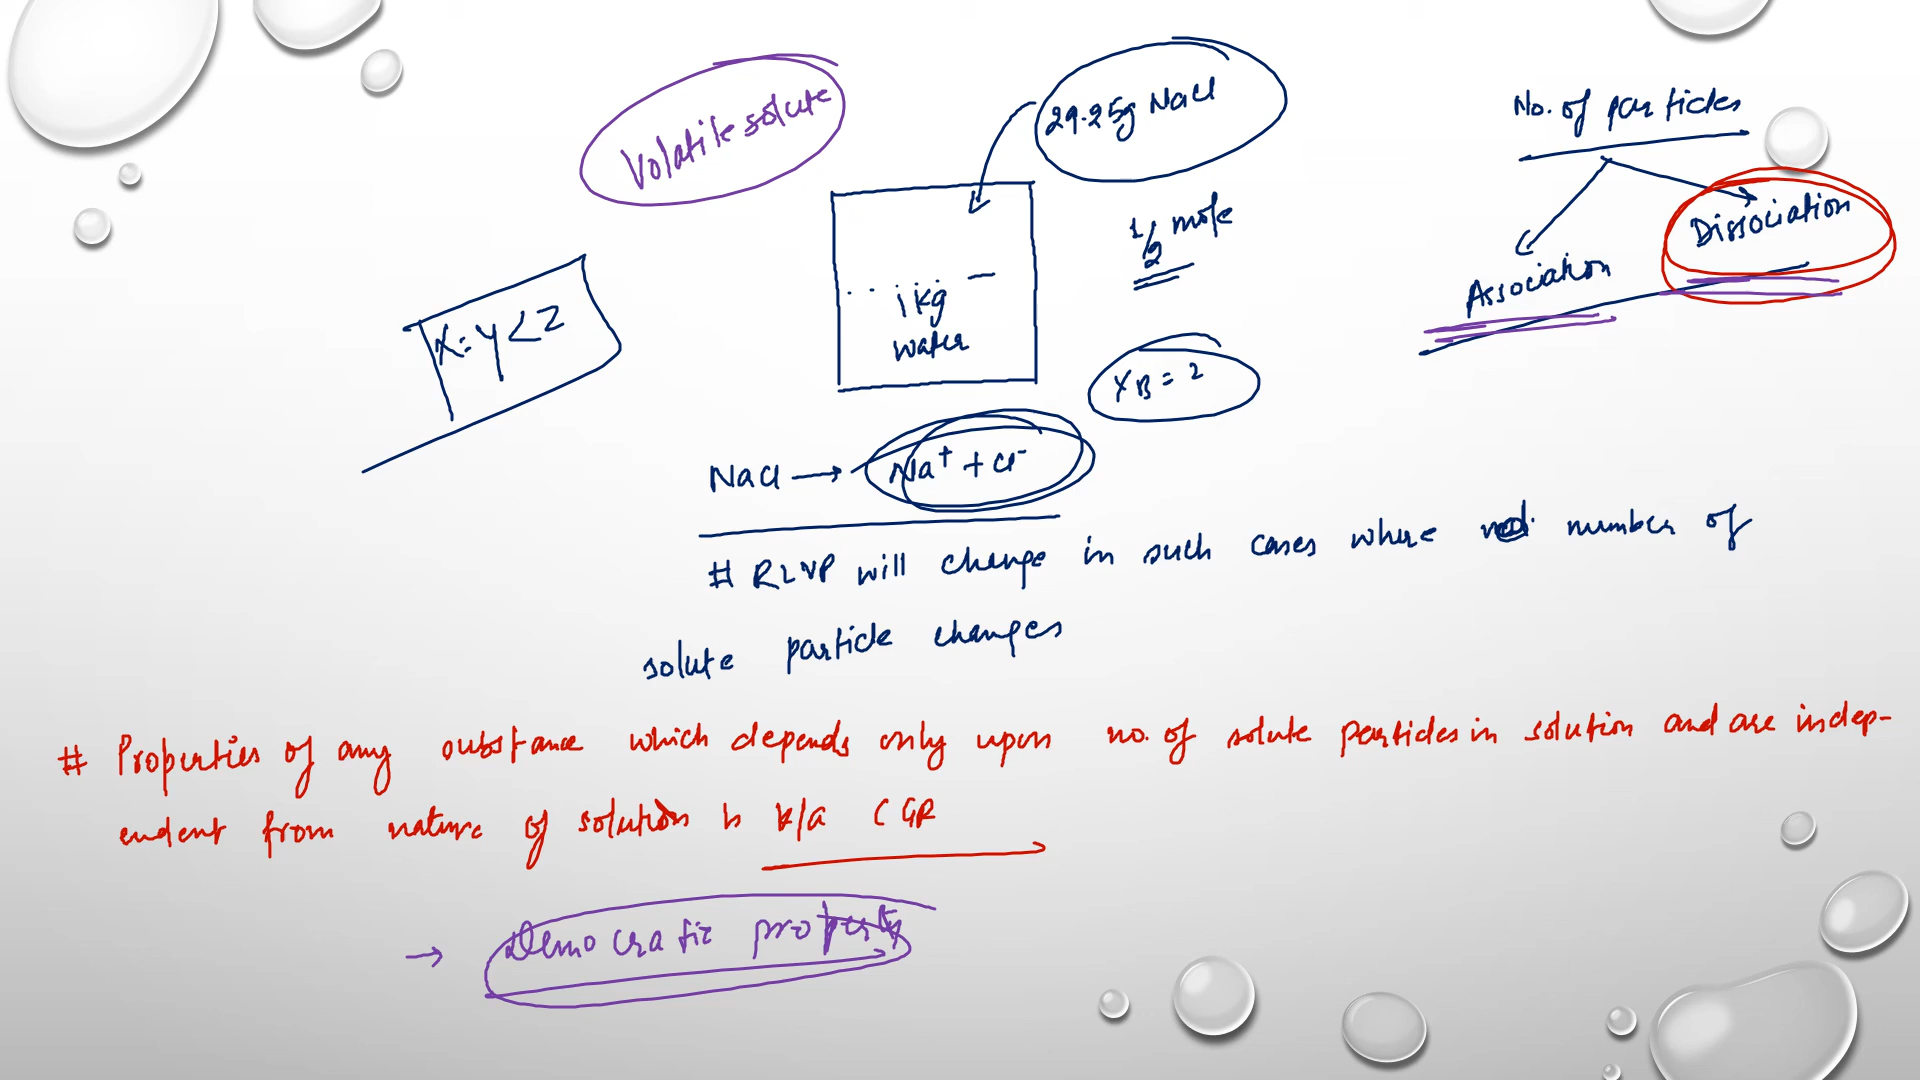 Volatile solute
29.25g NaCl
No. of particles
Dissociation
Association
1/2 mole
1 kg
water
X = Y < Z
XB = 2
NaCl → Na+ + Cl-
# RLVP will change in such cases where number of
solute particle changes
# Properties of any substance which depends only upon no. of solute particles in solution and are indep-
endent from nature of solution is k/a
→ Democratic property